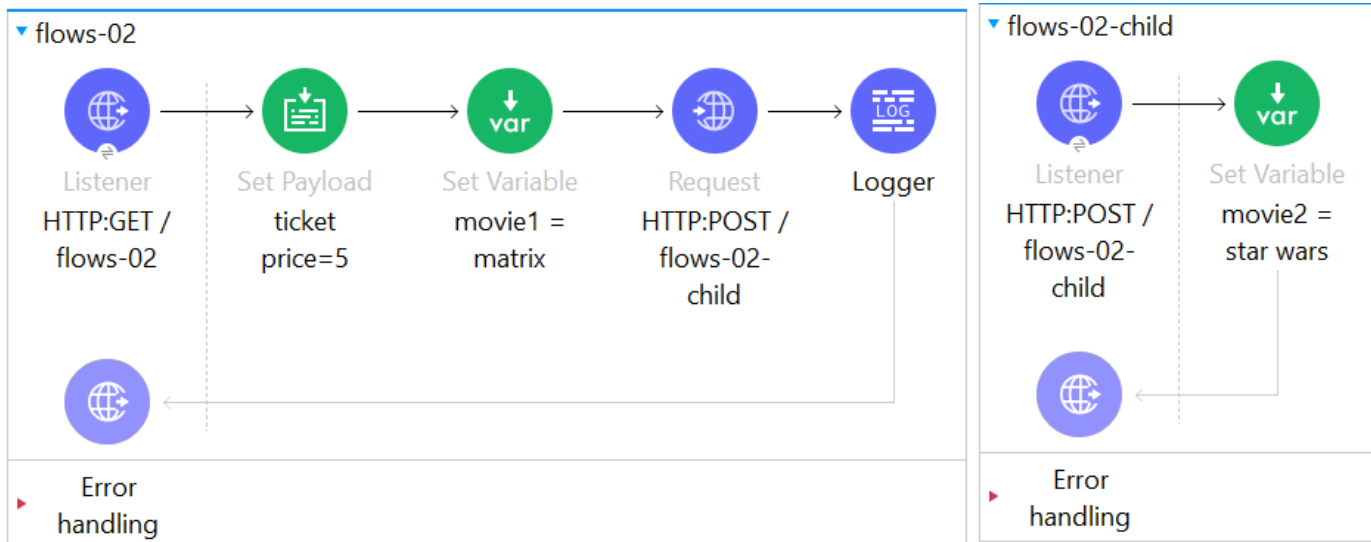 flows-02
Listener
HTTP:GET /
flows-02
Set Payload
ticket
price=5
Set Variable
var
movie1 =
matrix
Request
HTTP:POST /
flows-02-
child
LOG
Logger
Error
handling
flows-02-child
Listener
HTTP:POST /
flows-02-
child
var
Set Variable
movie2 =
star wars
Error
handling